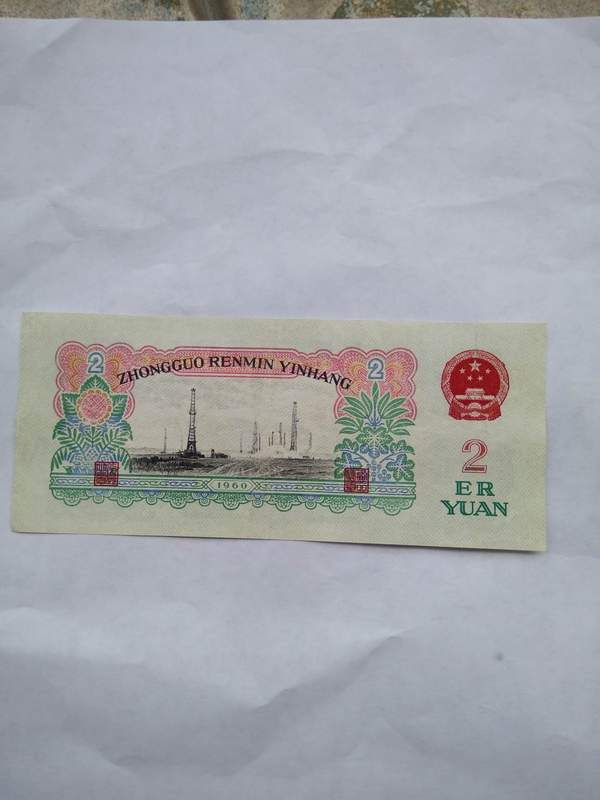 2
2
ZHONGGUO RENMIN YINHANG
1960
2
ER
YUAN